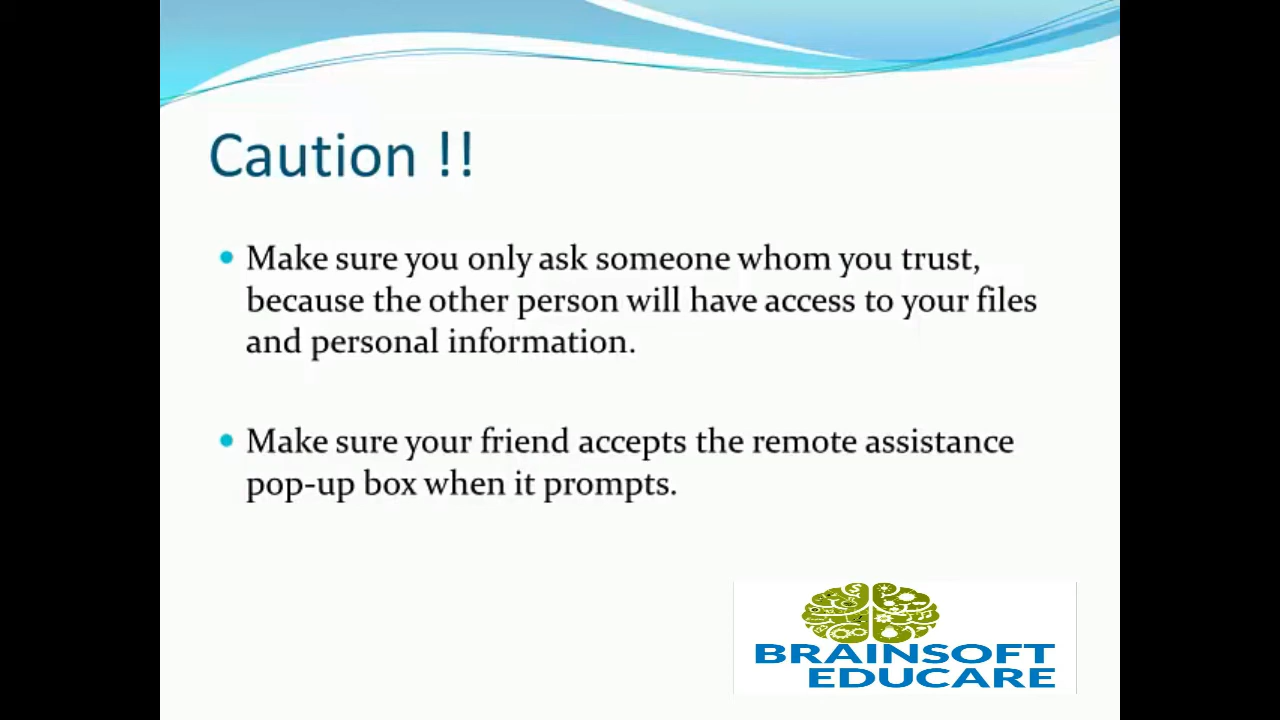 Caution !!
Make sure you only ask someone whom you trust,
because the other person will have access to your files
and personal information.
Make sure your friend accepts the remote assistance
pop-up box when it prompts.
BRAINSOFT
EDUCARE